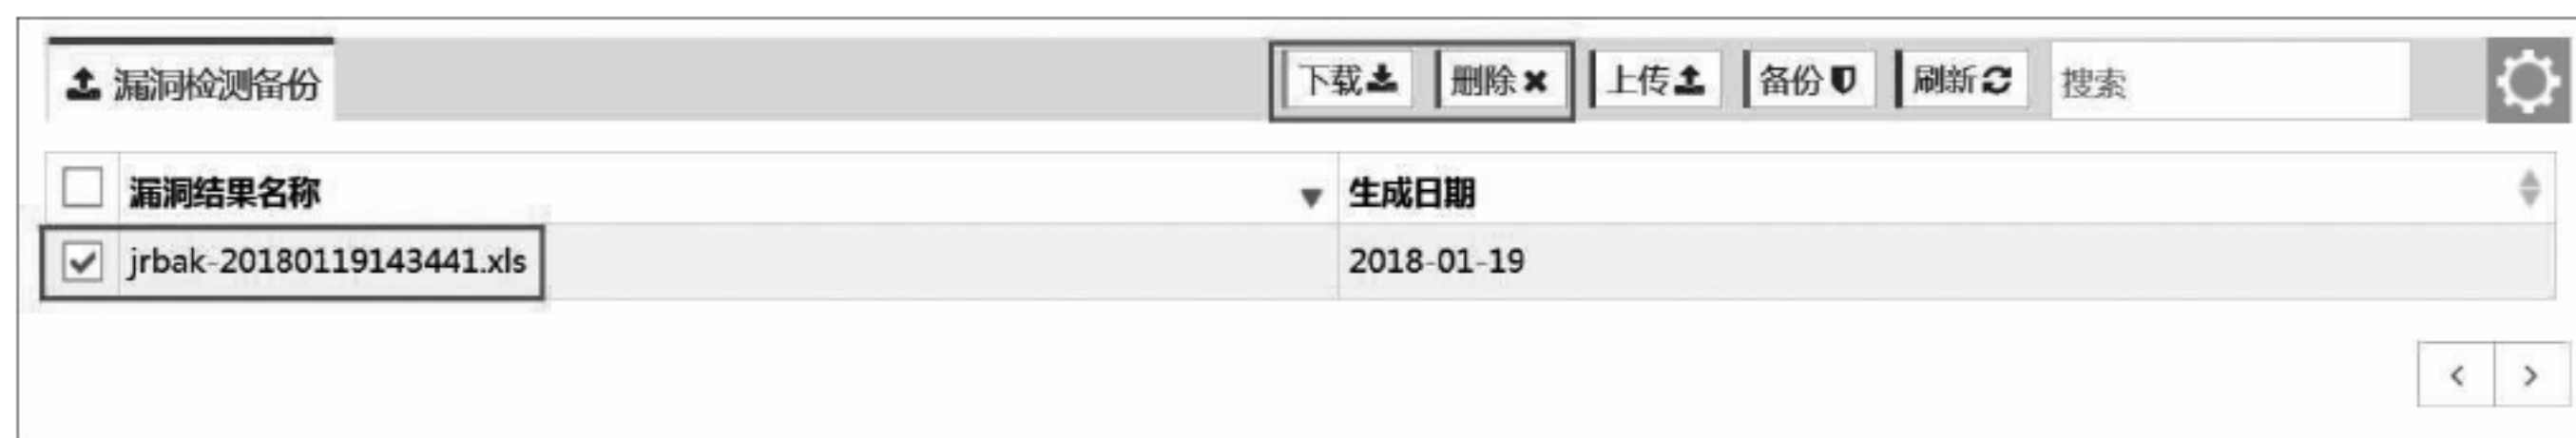 漏洞检测备份 下载 删除 上传 备份 刷新 搜索
漏洞结果名称 生成日期
jrbak-20180119143441.xls 2018-01-19